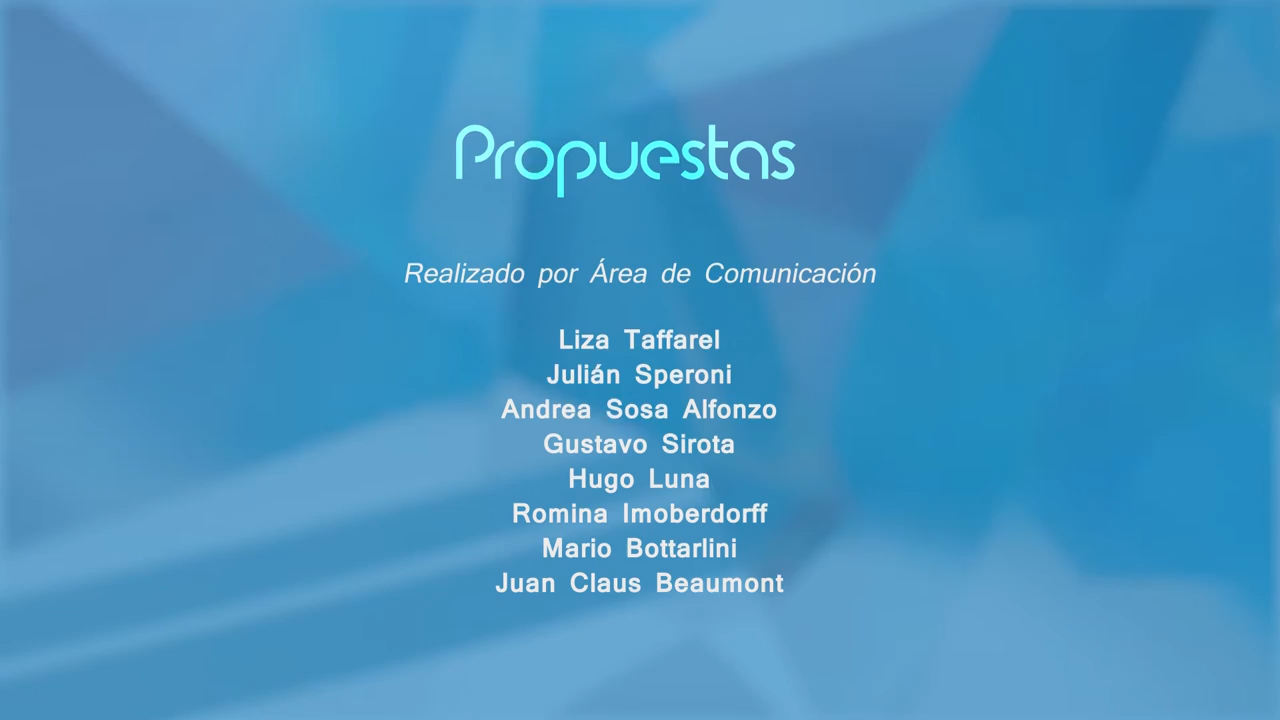 Propuestas
Realizado por Área de Comunicación
Liza Taffarel
Julián Speroni
Andrea Sosa Alfonzo
Gustavo Sirota
Hugo Luna
Romina Imoberdorff
Mario Bottarlini
Juan Claus Beaumont